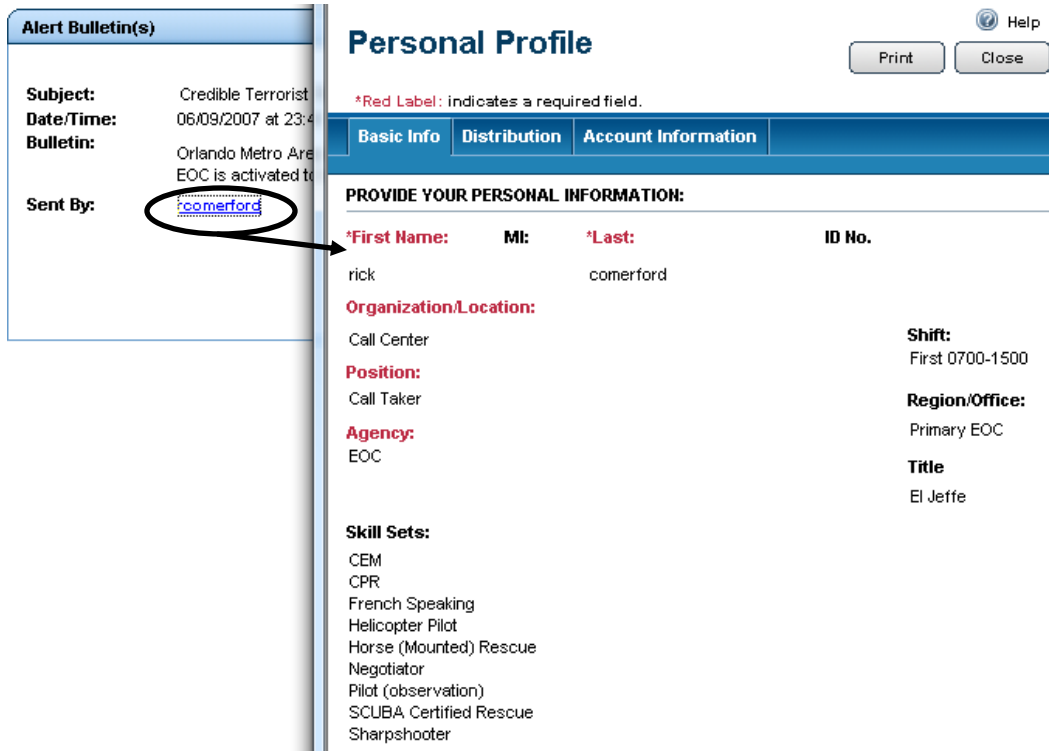 Alert Bulletin(s)
Subject: Credible Terrorist
Date/Time: 06/09/2007 at 23:4
Bulletin:
Orlando Metro Are
EOC is activated to
Sent By: rcomerford
Help
Personal Profile
Print Close
*Red Label: indicates a required field.
Basic Info Distribution Account Information
PROVIDE YOUR PERSONAL INFORMATION:
*First Name: MI: *Last: ID No.
rick comerford
Organization/Location:
Call Center
Shift:
First 0700-1500
Position:
Call Taker
Region/Office:
Primary EOC
Agency:
EOC
Title
El Jeffe
Skill Sets:
CEM
CPR
French Speaking
Helicopter Pilot
Horse (Mounted) Rescue
Negotiator
Pilot (observation)
SCUBA Certified Rescue
Sharpshooter